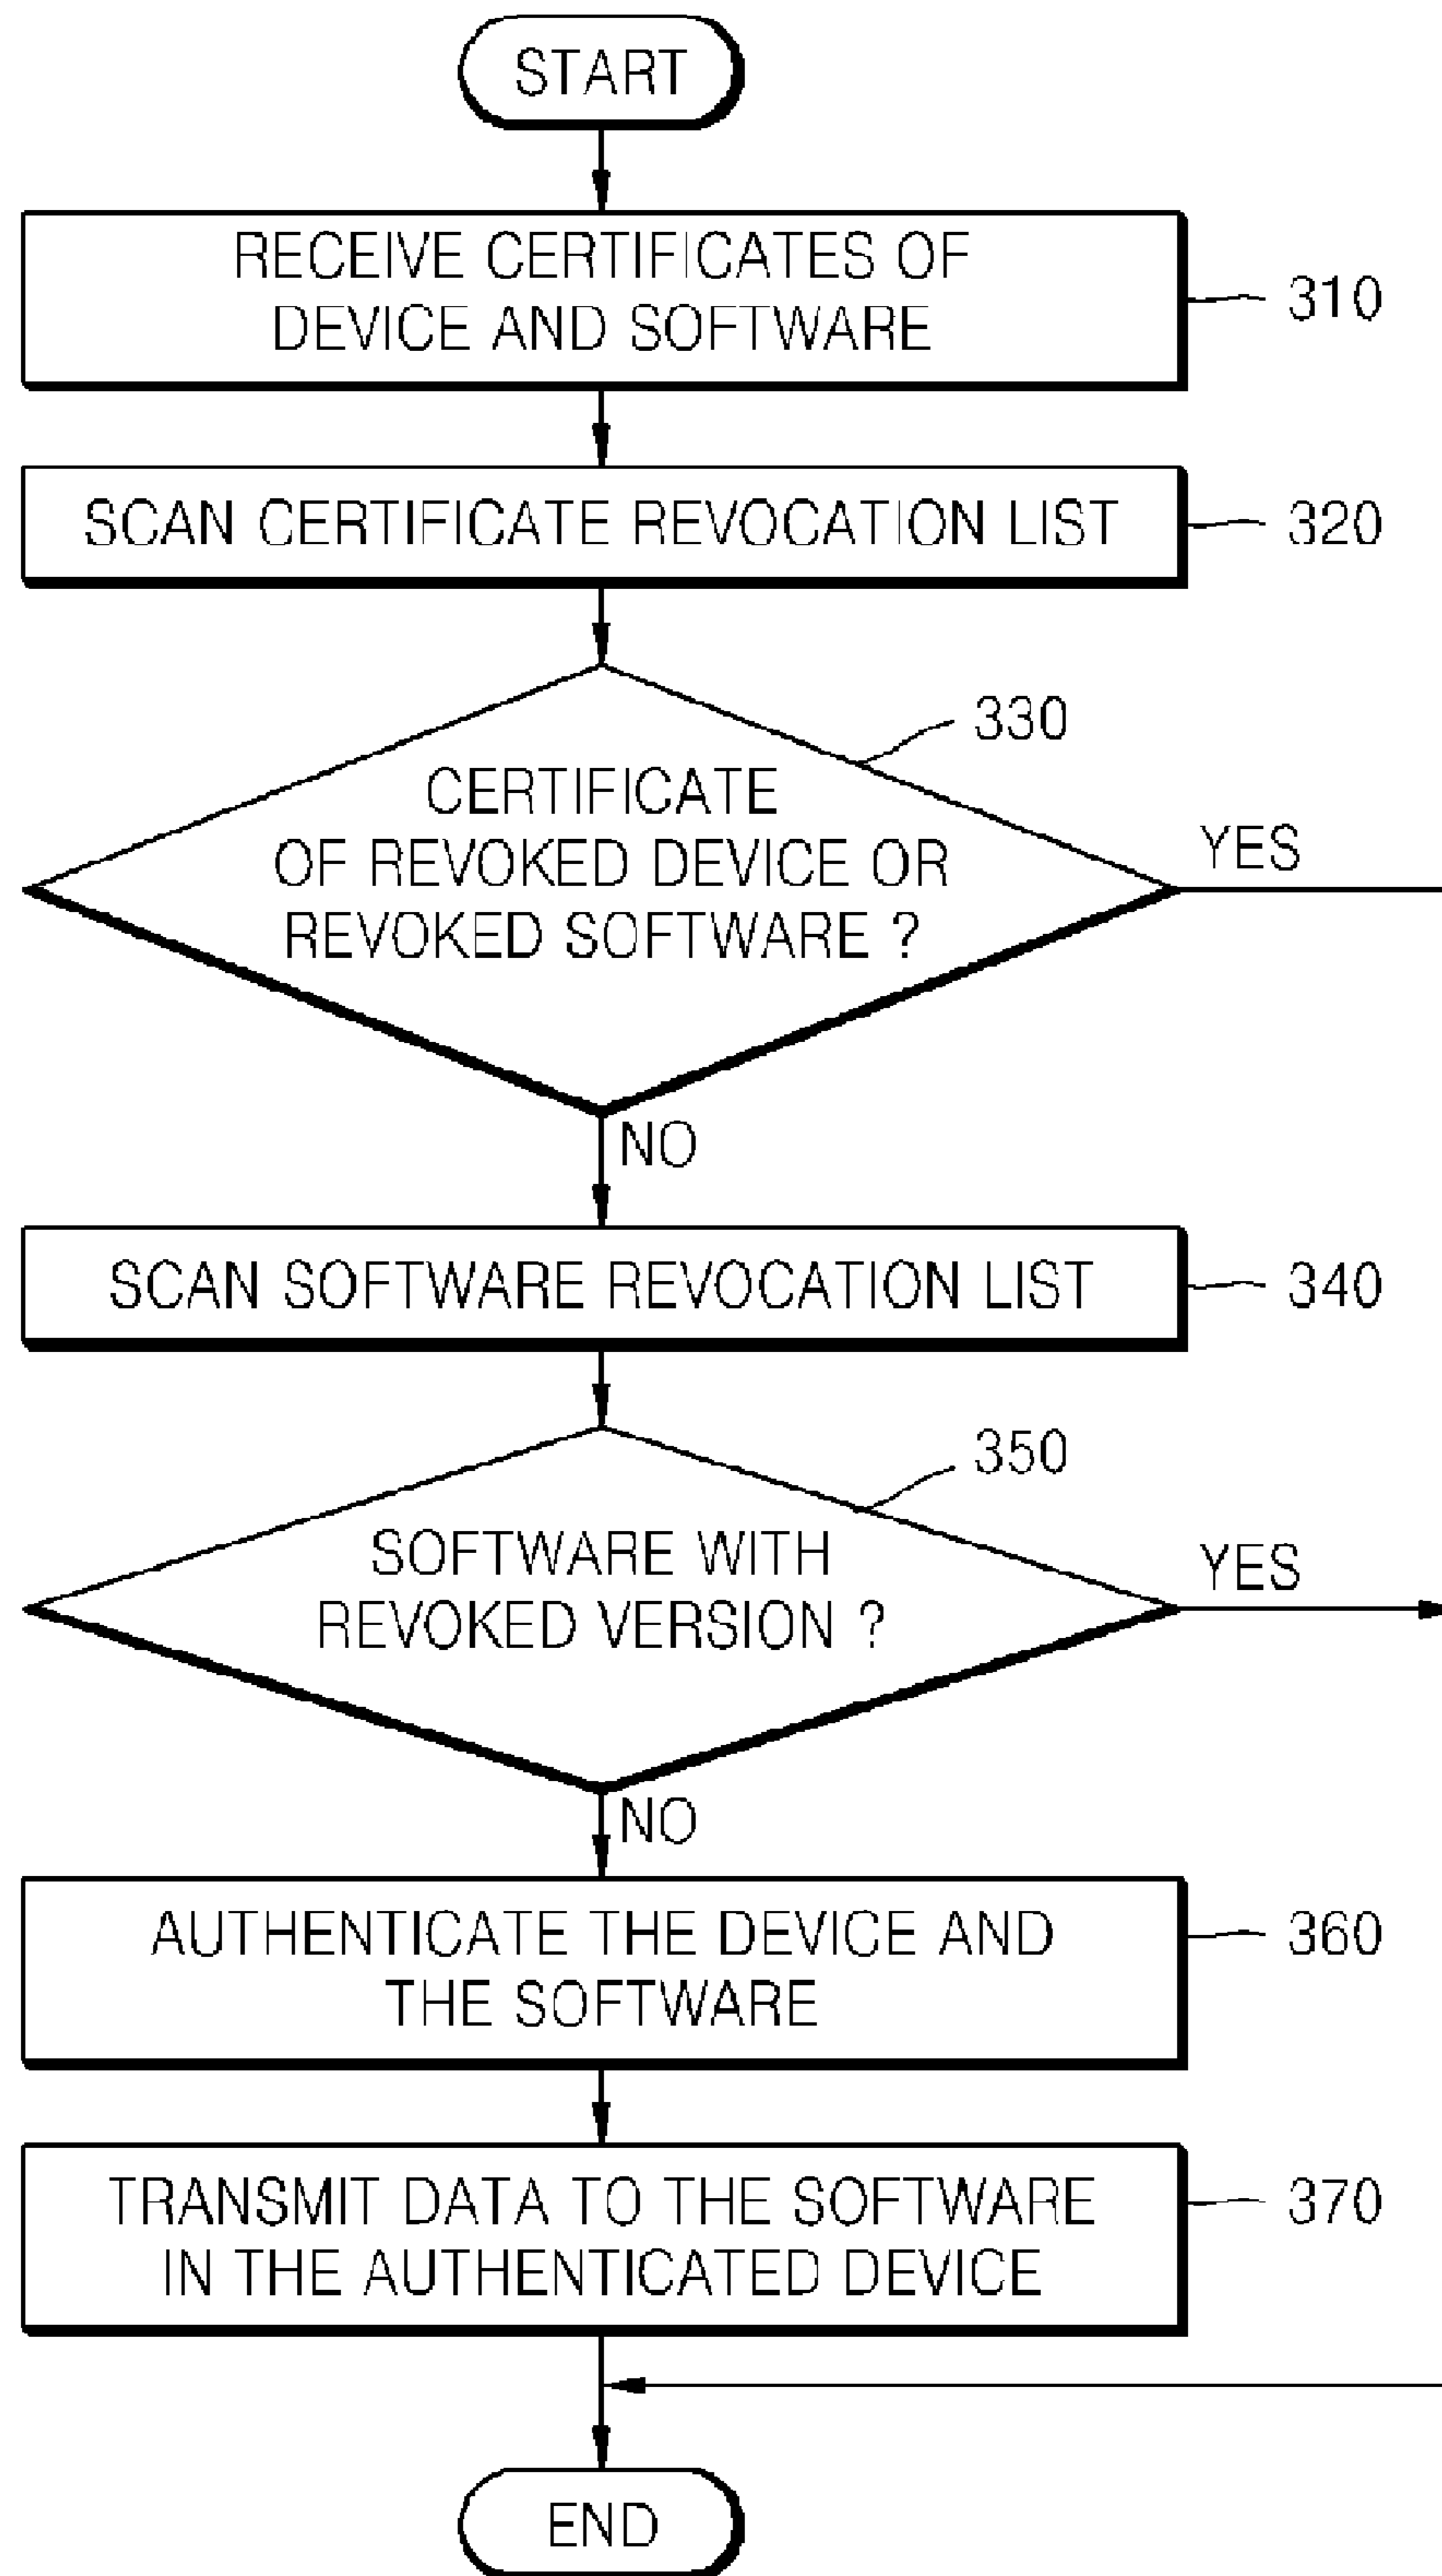 START
RECEIVE CERTIFICATES OF
DEVICE AND SOFTWARE
310
SCAN CERTIFICATE REVOCATION LIST
320
330
CERTIFICATE
OF REVOKED DEVICE OR
REVOKED SOFTWARE ?
YES
NO
SCAN SOFTWARE REVOCATION LIST
340
350
SOFTWARE WITH
REVOKED VERSION ?
YES
NO
AUTHENTICATE THE DEVICE AND
THE SOFTWARE
360
TRANSMIT DATA TO THE SOFTWARE
IN THE AUTHENTICATED DEVICE
370
END